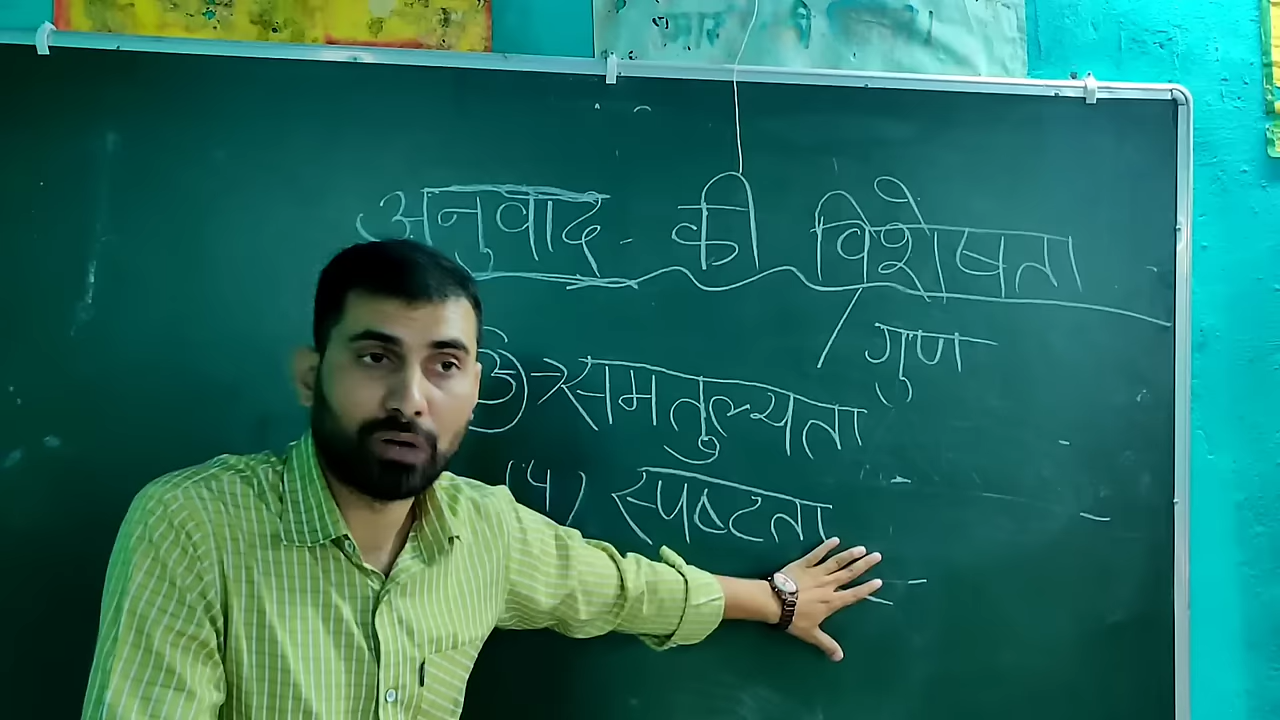 अनुवाद - की विशेषता
/ गुण
③ → समतुल्यता
(4) स्पष्टता